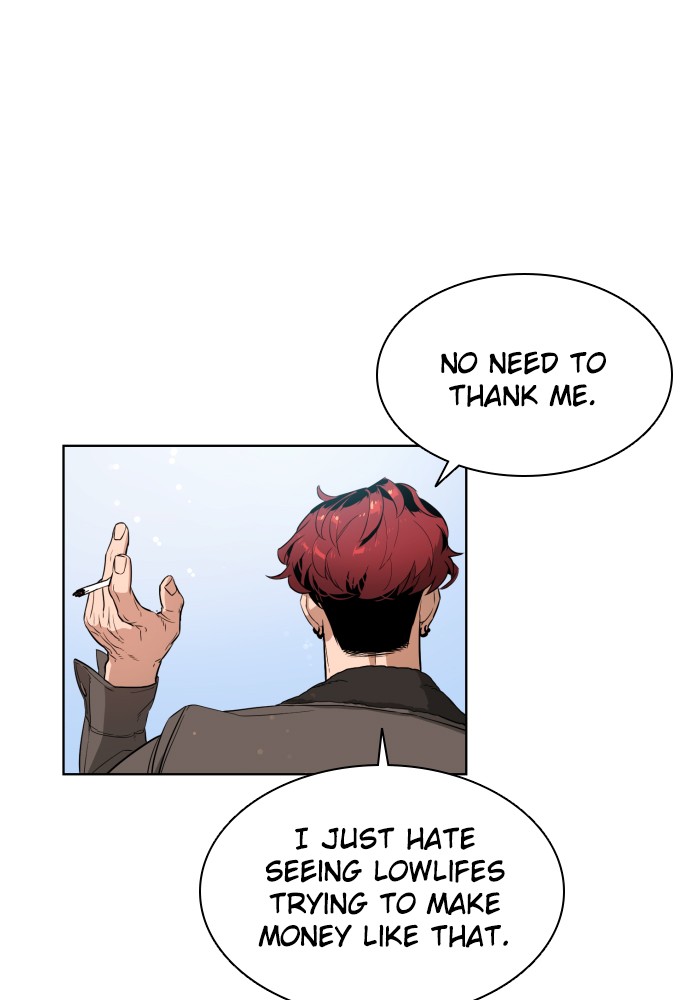 NO NEED TO
THANK ME.
I JUST HATE
SEEING LOWLIFES
TRYING TO MAKE
MONEY LIKE THAT.